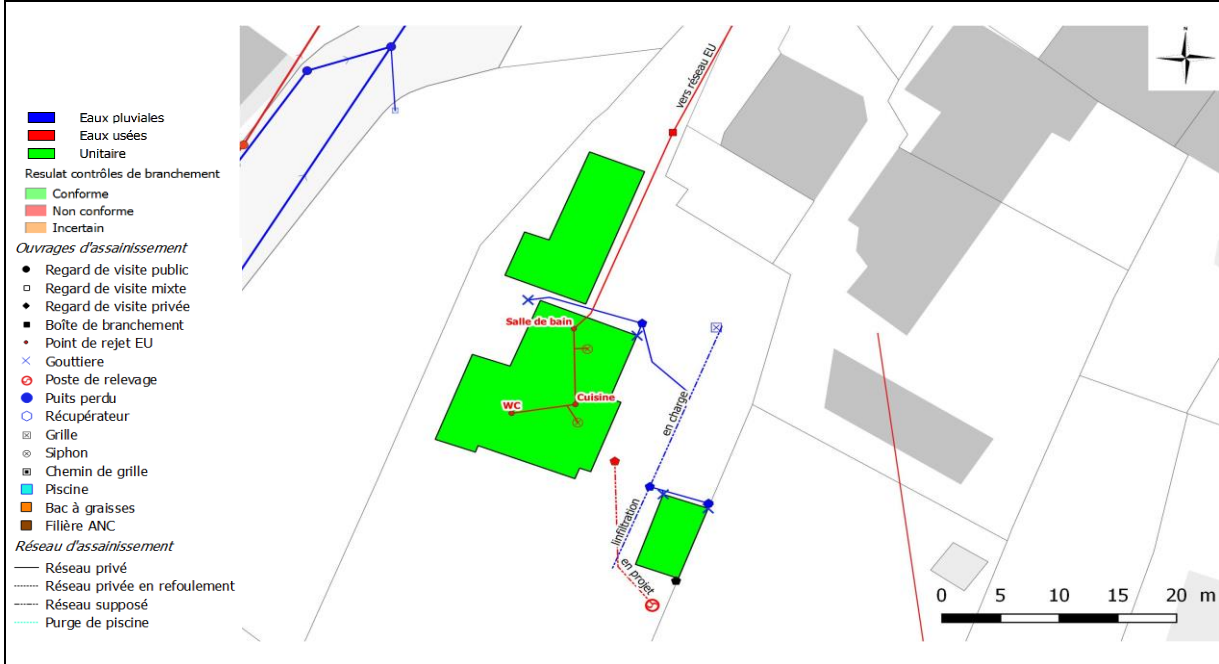 Eaux pluviales
Eaux usées
Unitaire
Resulat contrôles de branchement
Conforme
Non conforme
Incertain
Ouvrages d'assainissement
Regard de visite public
Regard de visite mixte
Regard de visite privée
Boîte de branchement
Point de rejet EU
Gouttiere
Poste de relevage
Puits perdu
Récupérateur
Grille
Siphon
Chemin de grille
Piscine
Bac à graisses
Filière ANC
Réseau d'assainissement
Réseau privé
Réseau privée en refoulement
Réseau supposé
Purge de piscine
vers réseau EU
Salle de bain
Cuisine
WC
en charge
linfiltration
en projet
0 5 10 15 20 m